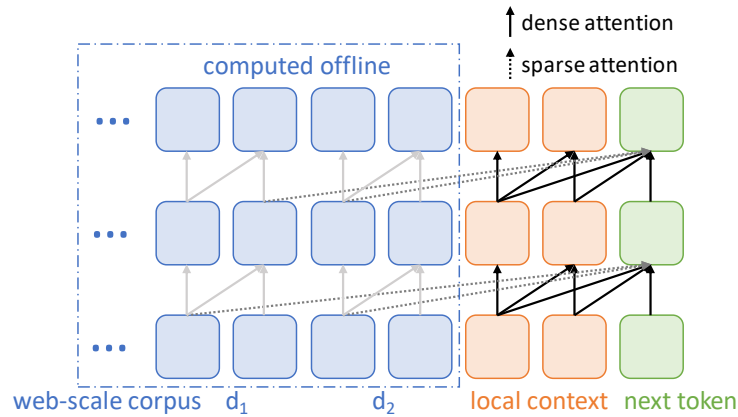 dense attention
computed offline
sparse attention
...
...
...
web-scale corpus d₁ d₂ local context next token